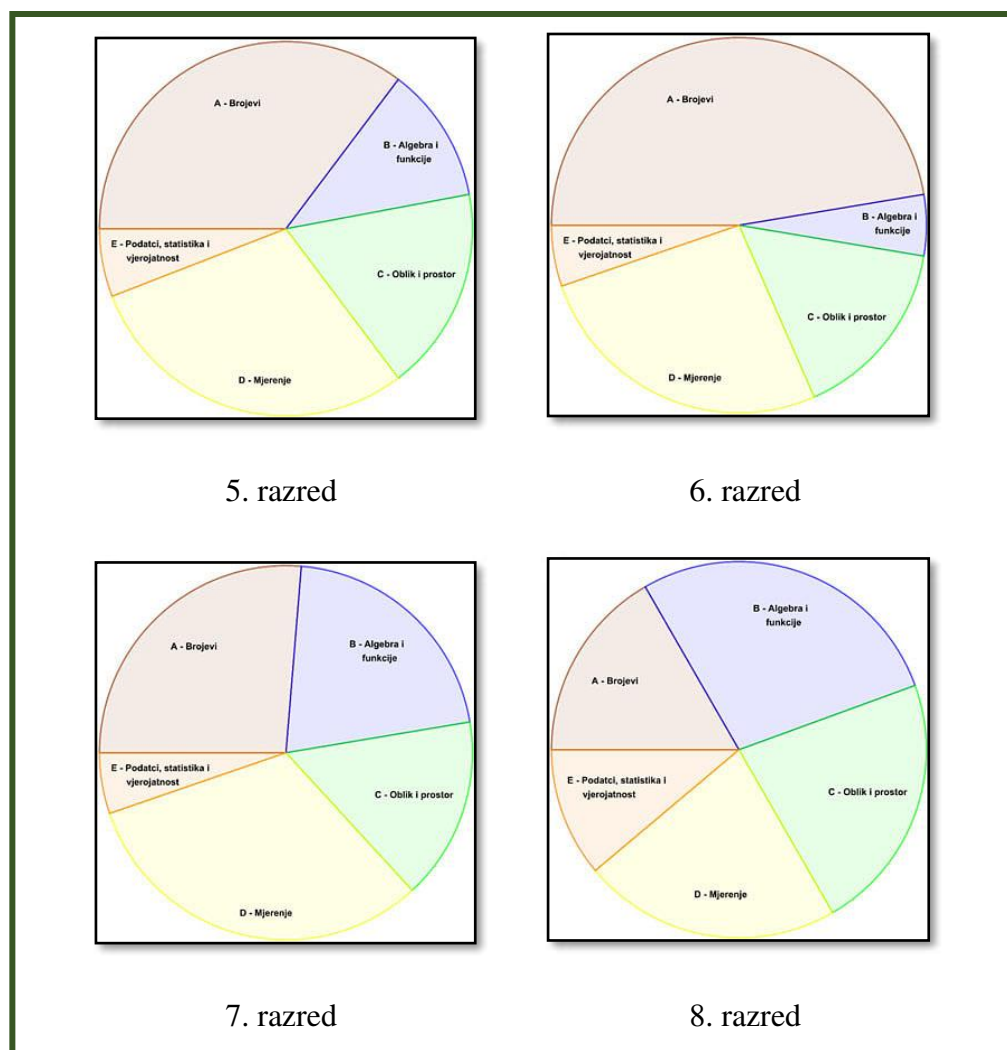 A - Brojevi
B - Algebra i
funkcije
E - Podatci, statistika i
vjerojatnost
C - Oblik i prostor
D - Mjerenje
5. razred
A - Brojevi
B - Algebra i
funkcije
E - Podatci, statistika i
vjerojatnost
C - Oblik i prostor
D - Mjerenje
6. razred
A - Brojevi
B - Algebra i
funkcije
E - Podatci, statistika i
vjerojatnost
C - Oblik i prostor
D - Mjerenje
7. razred
B - Algebra i
funkcije
A - Brojevi
E - Podatci, statistika i
vjerojatnost
C - Oblik i prostor
D - Mjerenje
8. razred